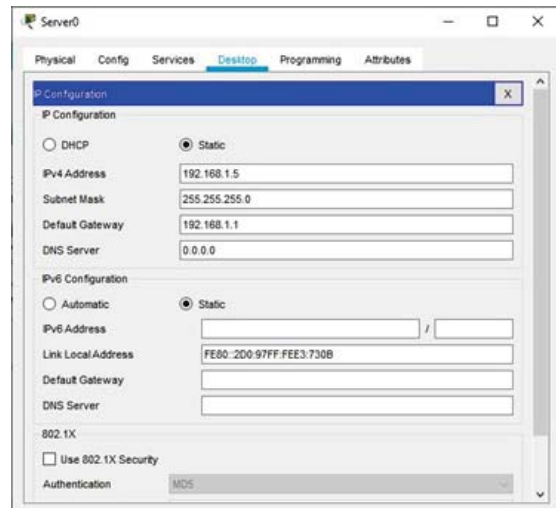 Server0
Physical Config Services Desktop Programming Attributes
IP Configuration X
IP Configuration
DHCP Static
IPv4 Address 192.168.1.5
Subnet Mask 255.255.255.0
Default Gateway 192.168.1.1
DNS Server 0.0.0.0
IPv6 Configuration
Automatic Static
IPv6 Address /
Link Local Address FE80::2D0:97FF:FEE3:730B
Default Gateway
DNS Server
802.1X
Use 802.1X Security
Authentication MD5